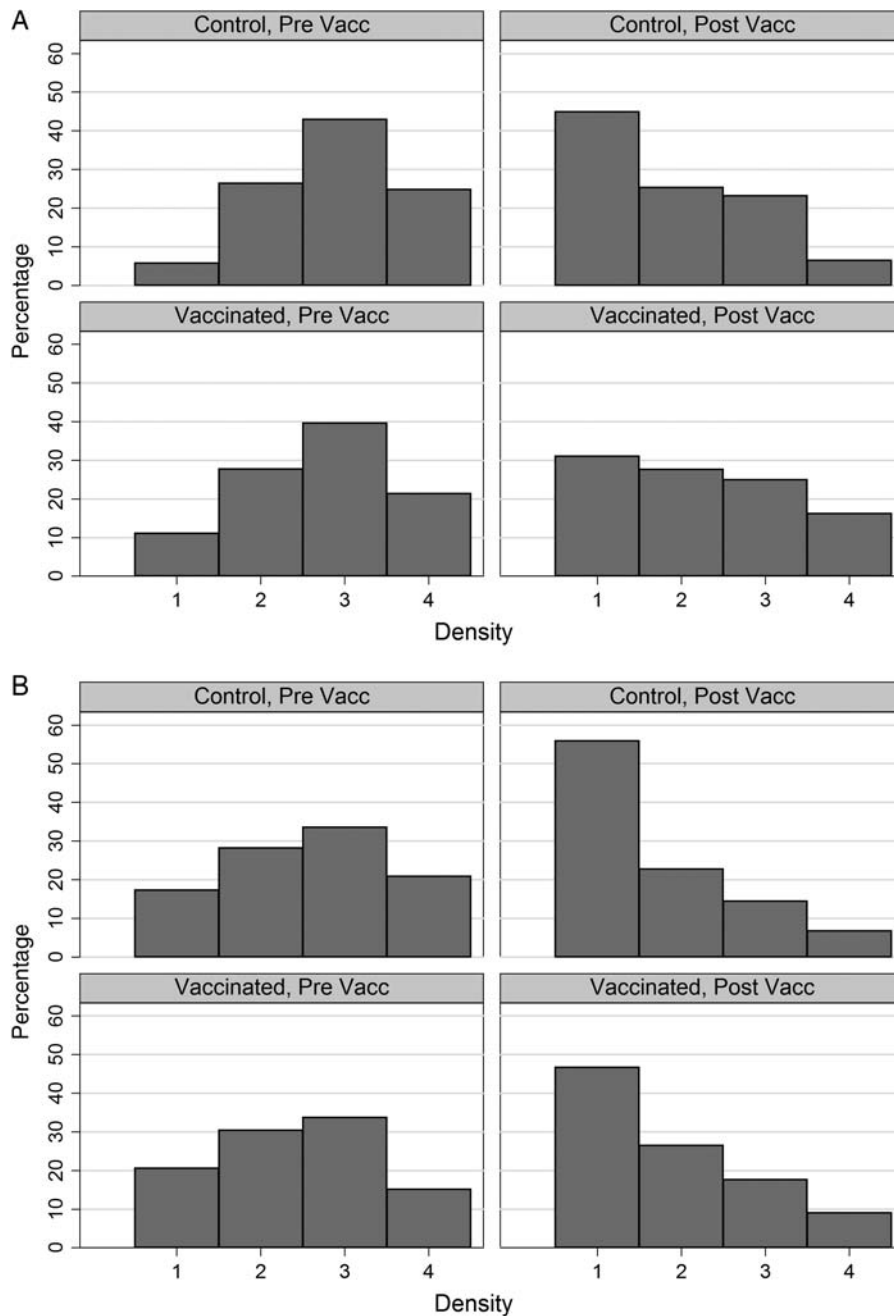 A
Control, Pre Vacc
Control, Post Vacc
60
50
40
30
20
10
0
Vaccinated, Pre Vacc
Vaccinated, Post Vacc
Percentage
60
50
40
30
20
10
0
1 2 3 4
1 2 3 4
Density
B
Control, Pre Vacc
Control, Post Vacc
60
50
40
30
20
10
0
Vaccinated, Pre Vacc
Vaccinated, Post Vacc
Percentage
60
50
40
30
20
10
0
1 2 3 4
1 2 3 4
Density